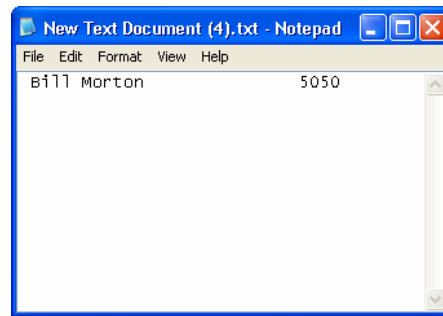 New Text Document (4).txt - Notepad
File Edit Format View Help
Bill Morton 5050